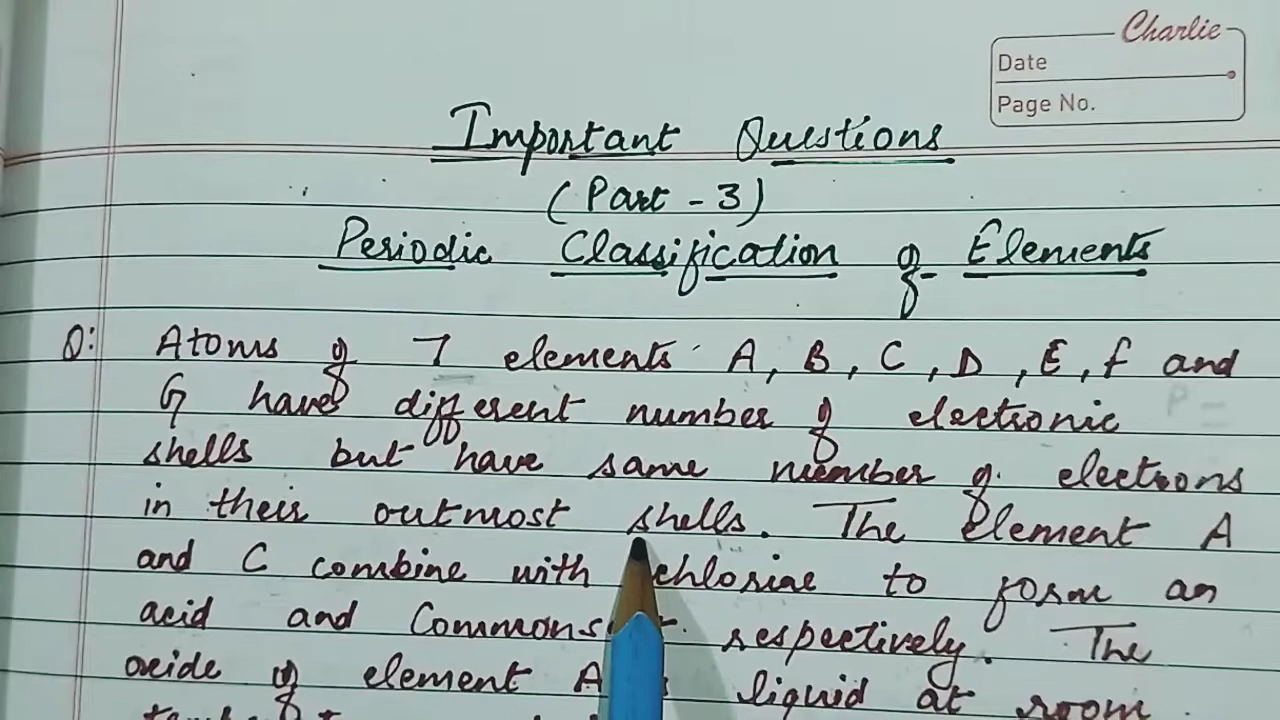 Charlie
Date
Page No.
Important Questions
(Part - 3)
Periodic Classification of Elements
Q: Atoms of 7 elements A, B, C, D, E, F and
G have different number of electronic
shells but have same number of electrons
in their outmost shells. The Element A
and C combine with chlorine to form an
acid and Common respectively. The
oxide of element A liquid at room